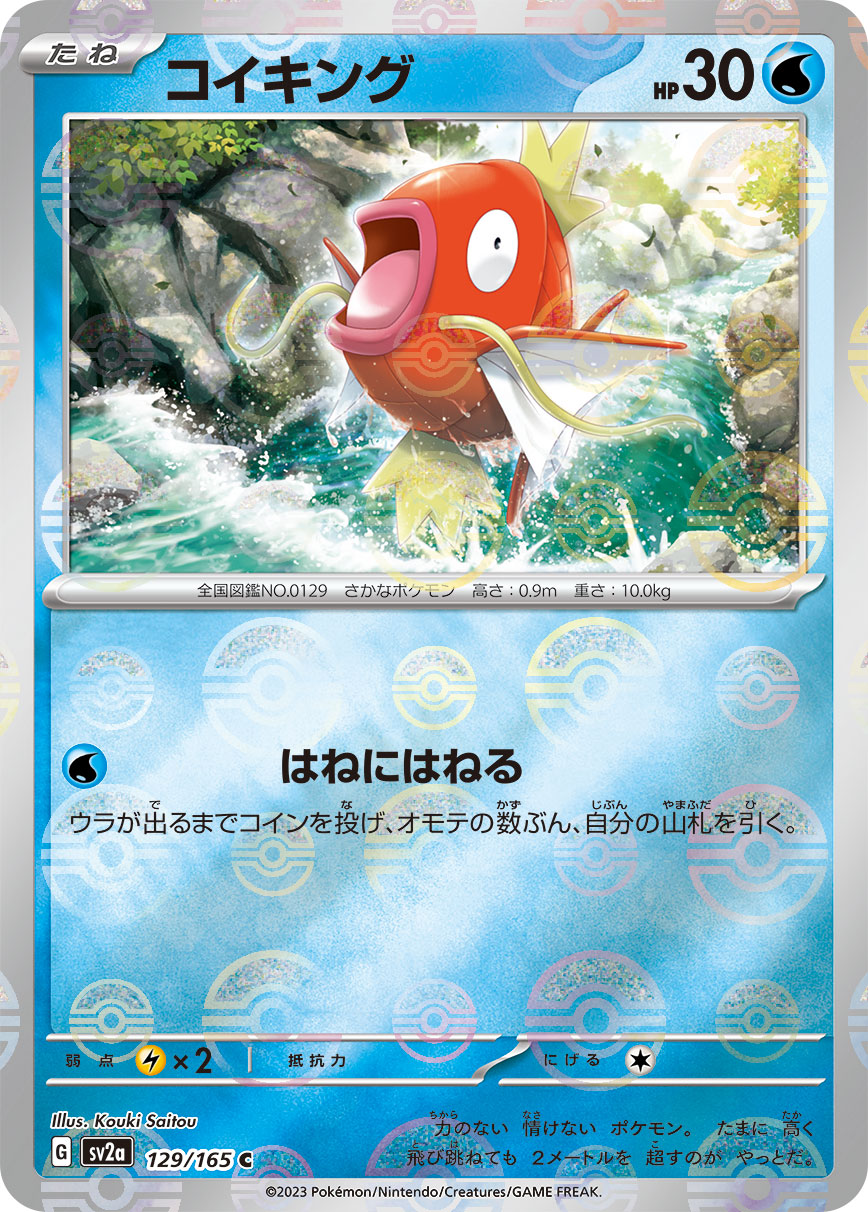 たね
コイキング
HP30
全国図鑑NO.0129 さかなポケモン 高さ:0.9m 重さ:10.0kg
はねにはねる
ウラが出るまでコインを投げ、オモテの数ぶん、自分の山札を引く。
弱点 ×2 抵抗力 にげる
Illus. Kouki Saitou
G sv2a 129/165 C
力のない 情けない ポケモン。 たまに 高く
飛び跳ねても 2メートルを 超すのが やっとだ。
©2023 Pokémon/Nintendo/Creatures/GAME FREAK.